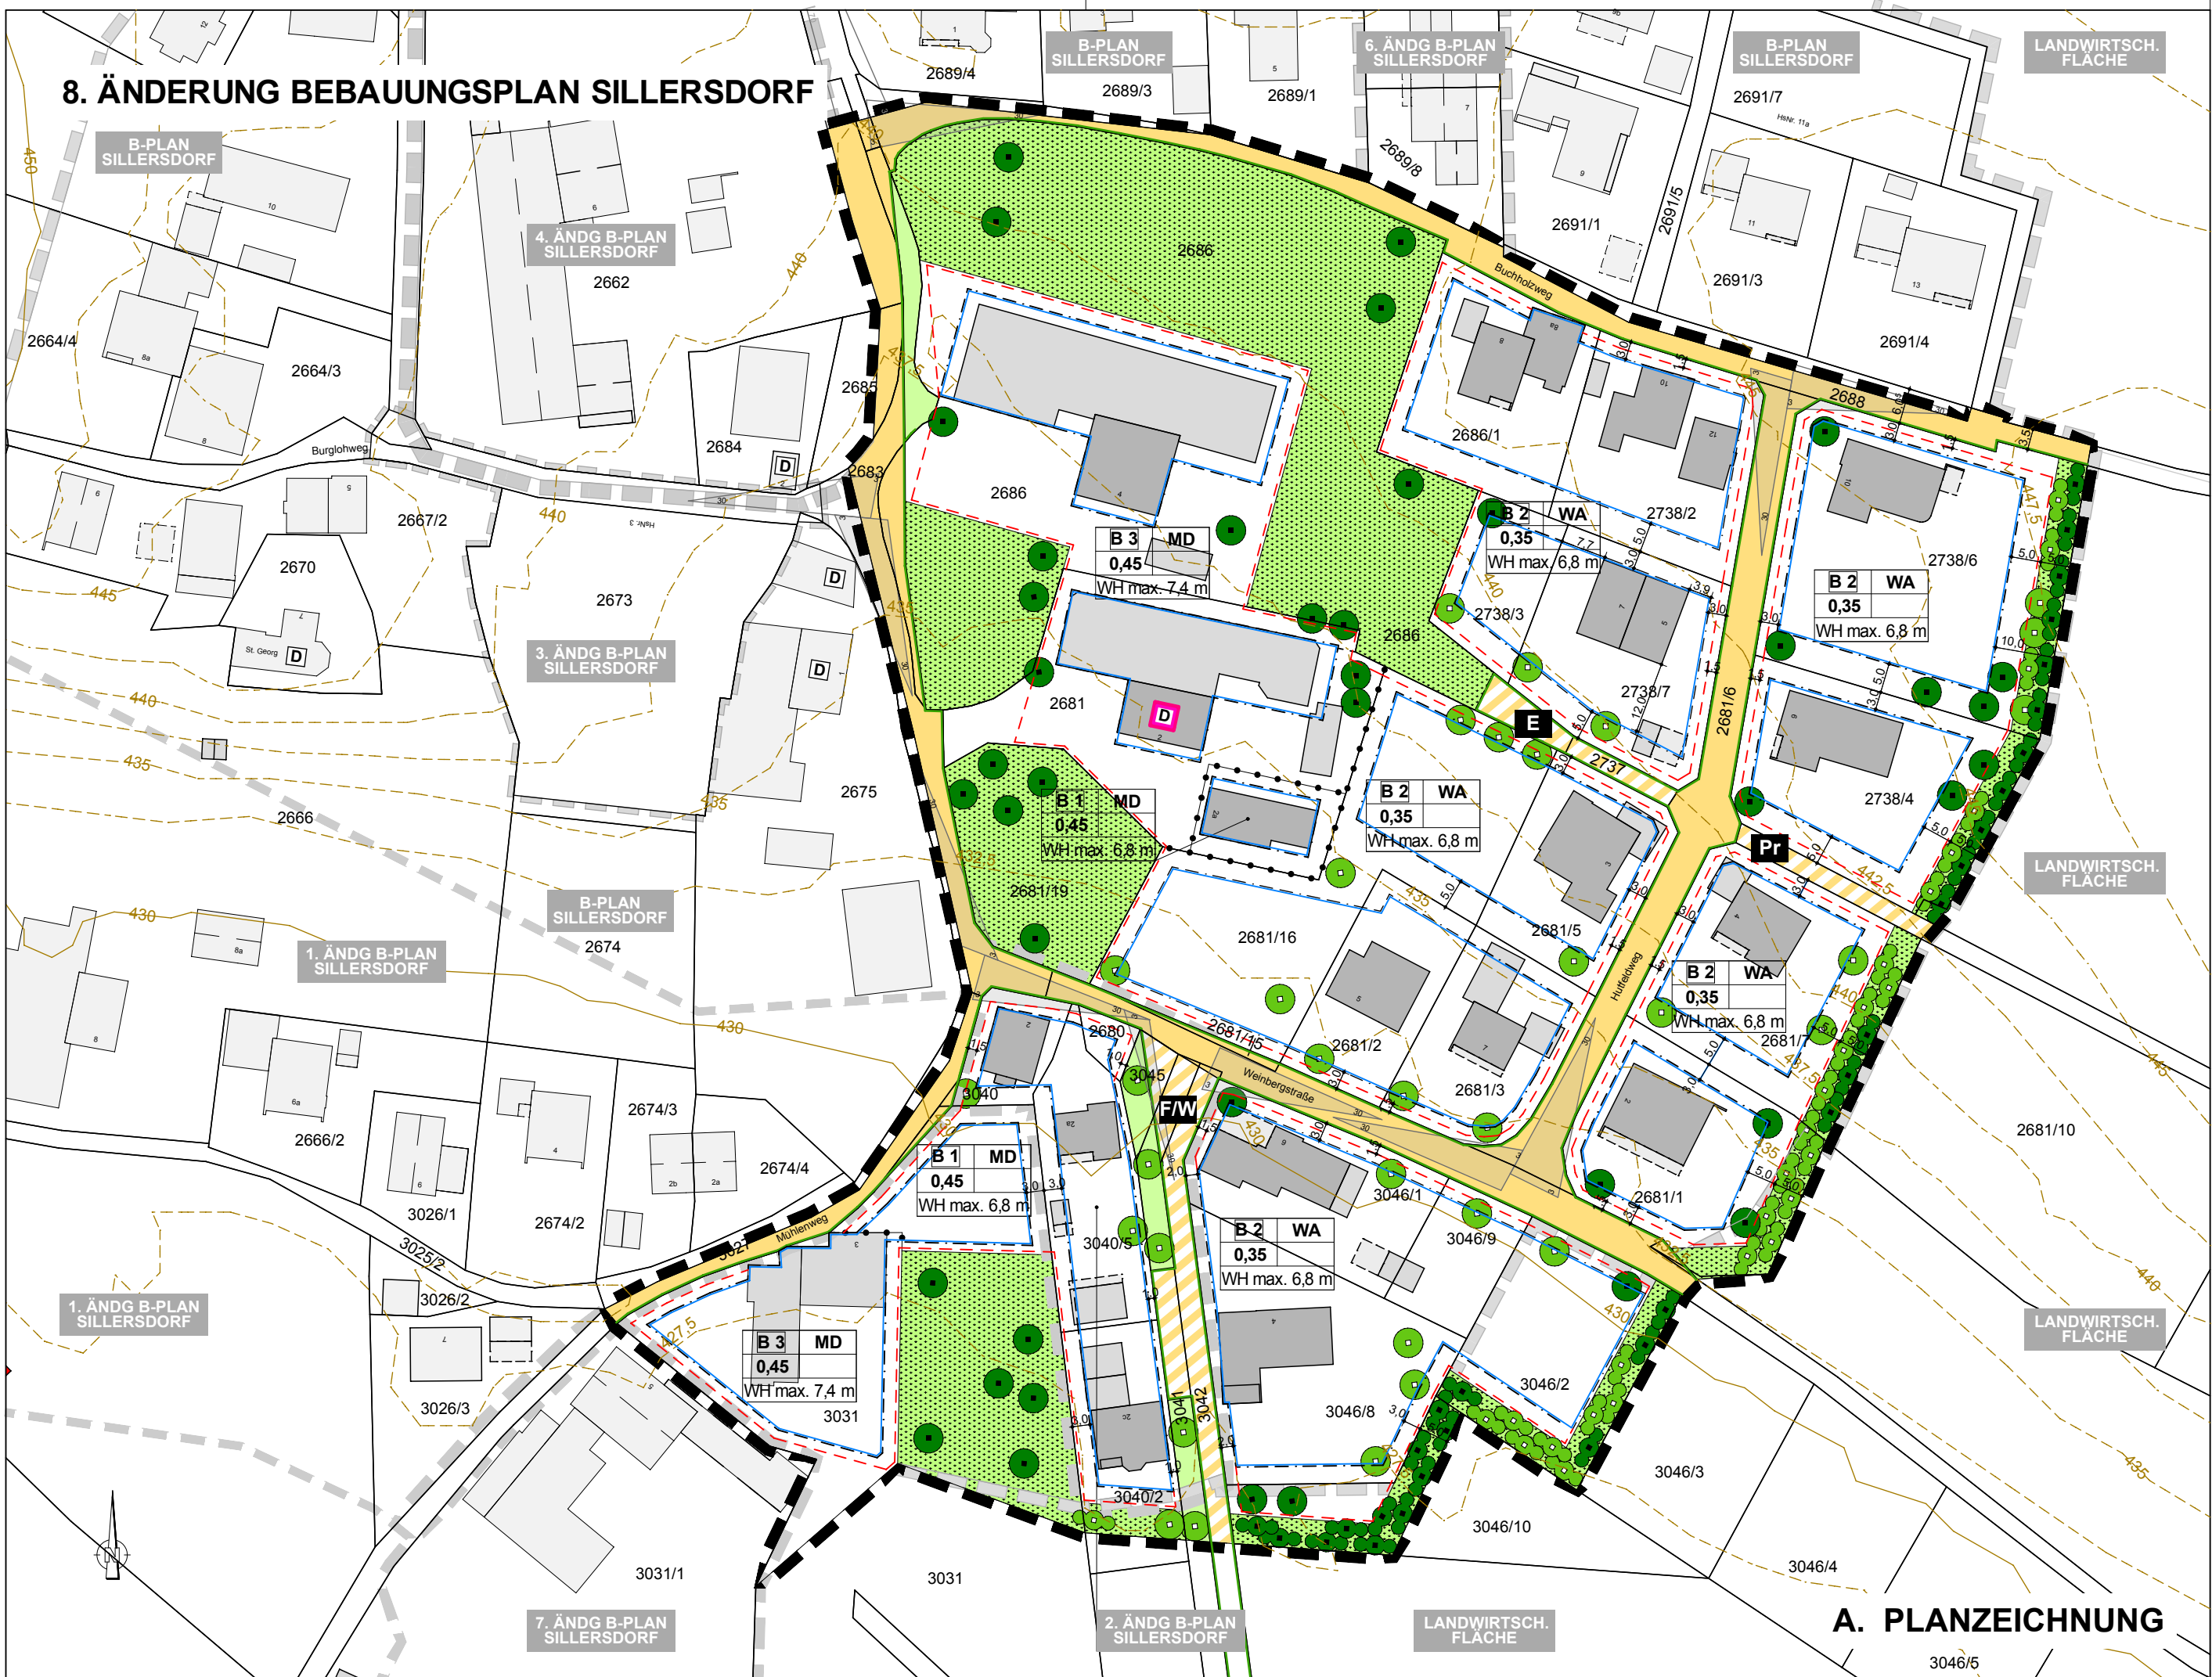 8. ÄNDERUNG BEBAUUNGSPLAN SILLERSDORF
B-PLAN
SILLERSDORF
6. ÄNDG B-PLAN
SILLERSDORF
B-PLAN
SILLERSDORF
LANDWIRTSCH.
FLÄCHE
2689/4
2689/3
2689/1
2691/7
HsNr. 11a
B-PLAN
SILLERSDORF
2689/8
2691/1
2691/5
2691/3
2691/4
4. ÄNDG B-PLAN
SILLERSDORF
2662
2686
Buchholzweg
2664/4
2664/3
2685
2684
2683
Burglohweg
2688
2686/1
2686
2738/2
2738/6
2667/2
HsNr. 3
2670
2673
St. Georg
D
D
D
D
3. ÄNDG B-PLAN
SILLERSDORF
B 3 MD
0,45
WH max. 7,4 m
B 2 WA
0,35
WH max. 6,8 m
B 2 WA
0,35
WH max. 6,8 m
2738/3
2686
2738/7
2681/6
2681
D
E
2737
2738/4
2675
2666
B 1 MD
0,45
WH max. 6,8 m
B 2 WA
0,35
WH max. 6,8 m
Pr
LANDWIRTSCH.
FLÄCHE
2681/19
B-PLAN
SILLERSDORF
2674
1. ÄNDG B-PLAN
SILLERSDORF
2681/16
2681/5
Hutfeldweg
B 2 WA
0,35
WH max. 6,8 m
2681/7
2680
2681/15
2681/2
Weinbergstraße
2681/3
3045
3040
F/W
2674/3
2666/2
2674/4
2681/10
B 1 MD
0,45
WH max. 6,8 m
3046/1
2681/1
3026/1
2674/2
3027
Mühlenweg
3040/5
B 2 WA
0,35
WH max. 6,8 m
3046/9
3025/2
3026/2
1. ÄNDG B-PLAN
SILLERSDORF
LANDWIRTSCH.
FLÄCHE
B 3 MD
0,45
WH max. 7,4 m
3031
3026/3
3041
3042
3046/8
3046/2
3046/3
3040/2
3046/10
3031/1
3031
3046/4
7. ÄNDG B-PLAN
SILLERSDORF
2. ÄNDG B-PLAN
SILLERSDORF
LANDWIRTSCH.
FLÄCHE
A. PLANZEICHNUNG
3046/5